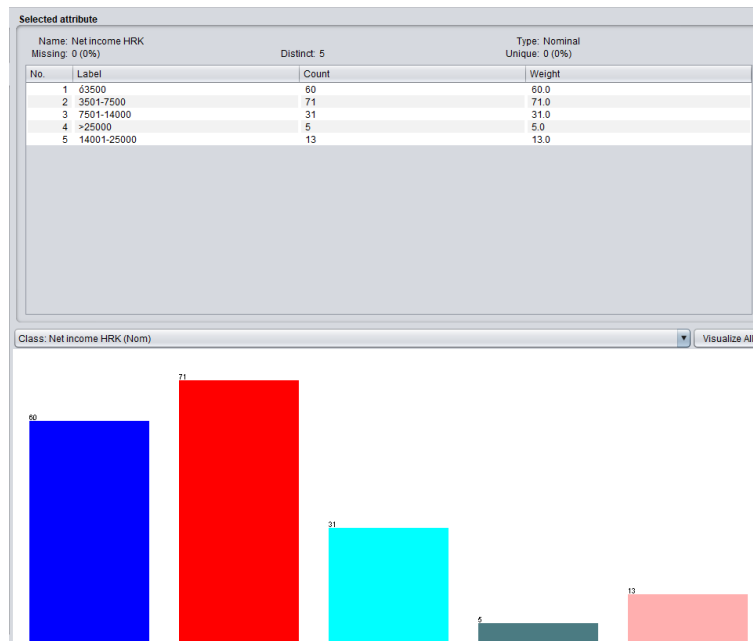 Selected attribute
Name: Net income HRK Type: Nominal
Missing: 0 (0%) Distinct: 5 Unique: 0 (0%)
No. Label Count Weight
1 ó3500 60 60.0
2 3501-7500 71 71.0
3 7501-14000 31 31.0
4 >25000 5 5.0
5 14001-25000 13 13.0
Class: Net income HRK (Nom) Visualize All
71
60
31
13
5